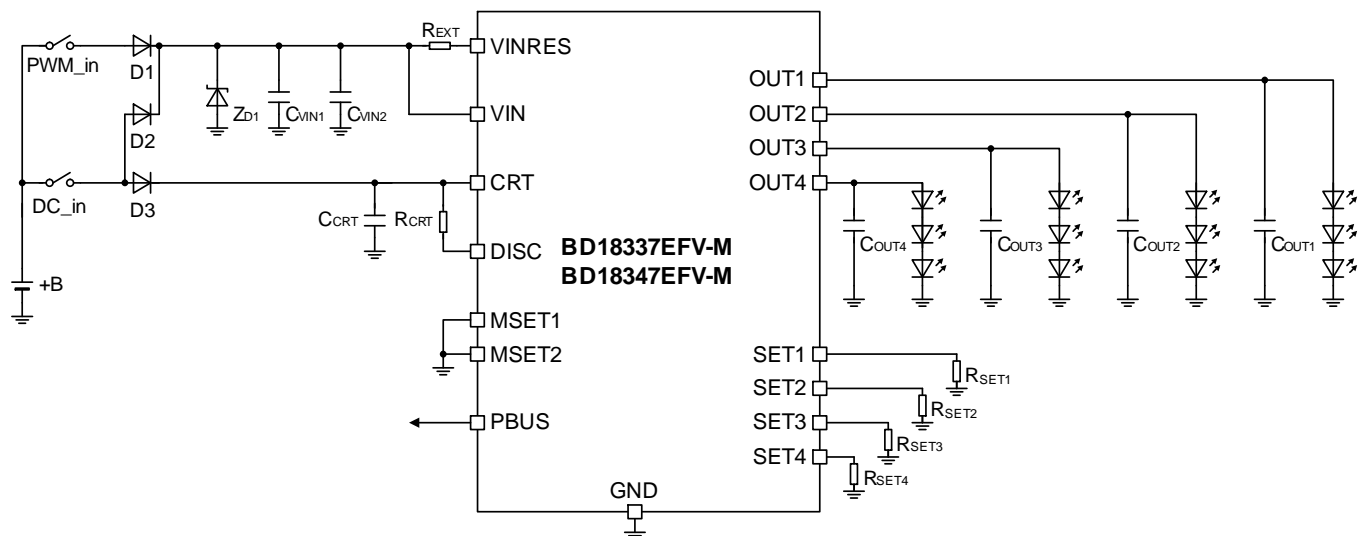 REXT
VINRES
PWM_in
D1
OUT1
ZD1
CVIN1
CVIN2
VIN
OUT2
D2
OUT3
CRT
OUT4
DC_in
D3
CCRT
RCRT
COUT4
COUT3
COUT2
COUT1
DISC
BD18337EFV-M
BD18347EFV-M
+B
MSET1
MSET2
SET1
RSET1
SET2
RSET2
PBUS
SET3
RSET3
SET4
RSET4
GND